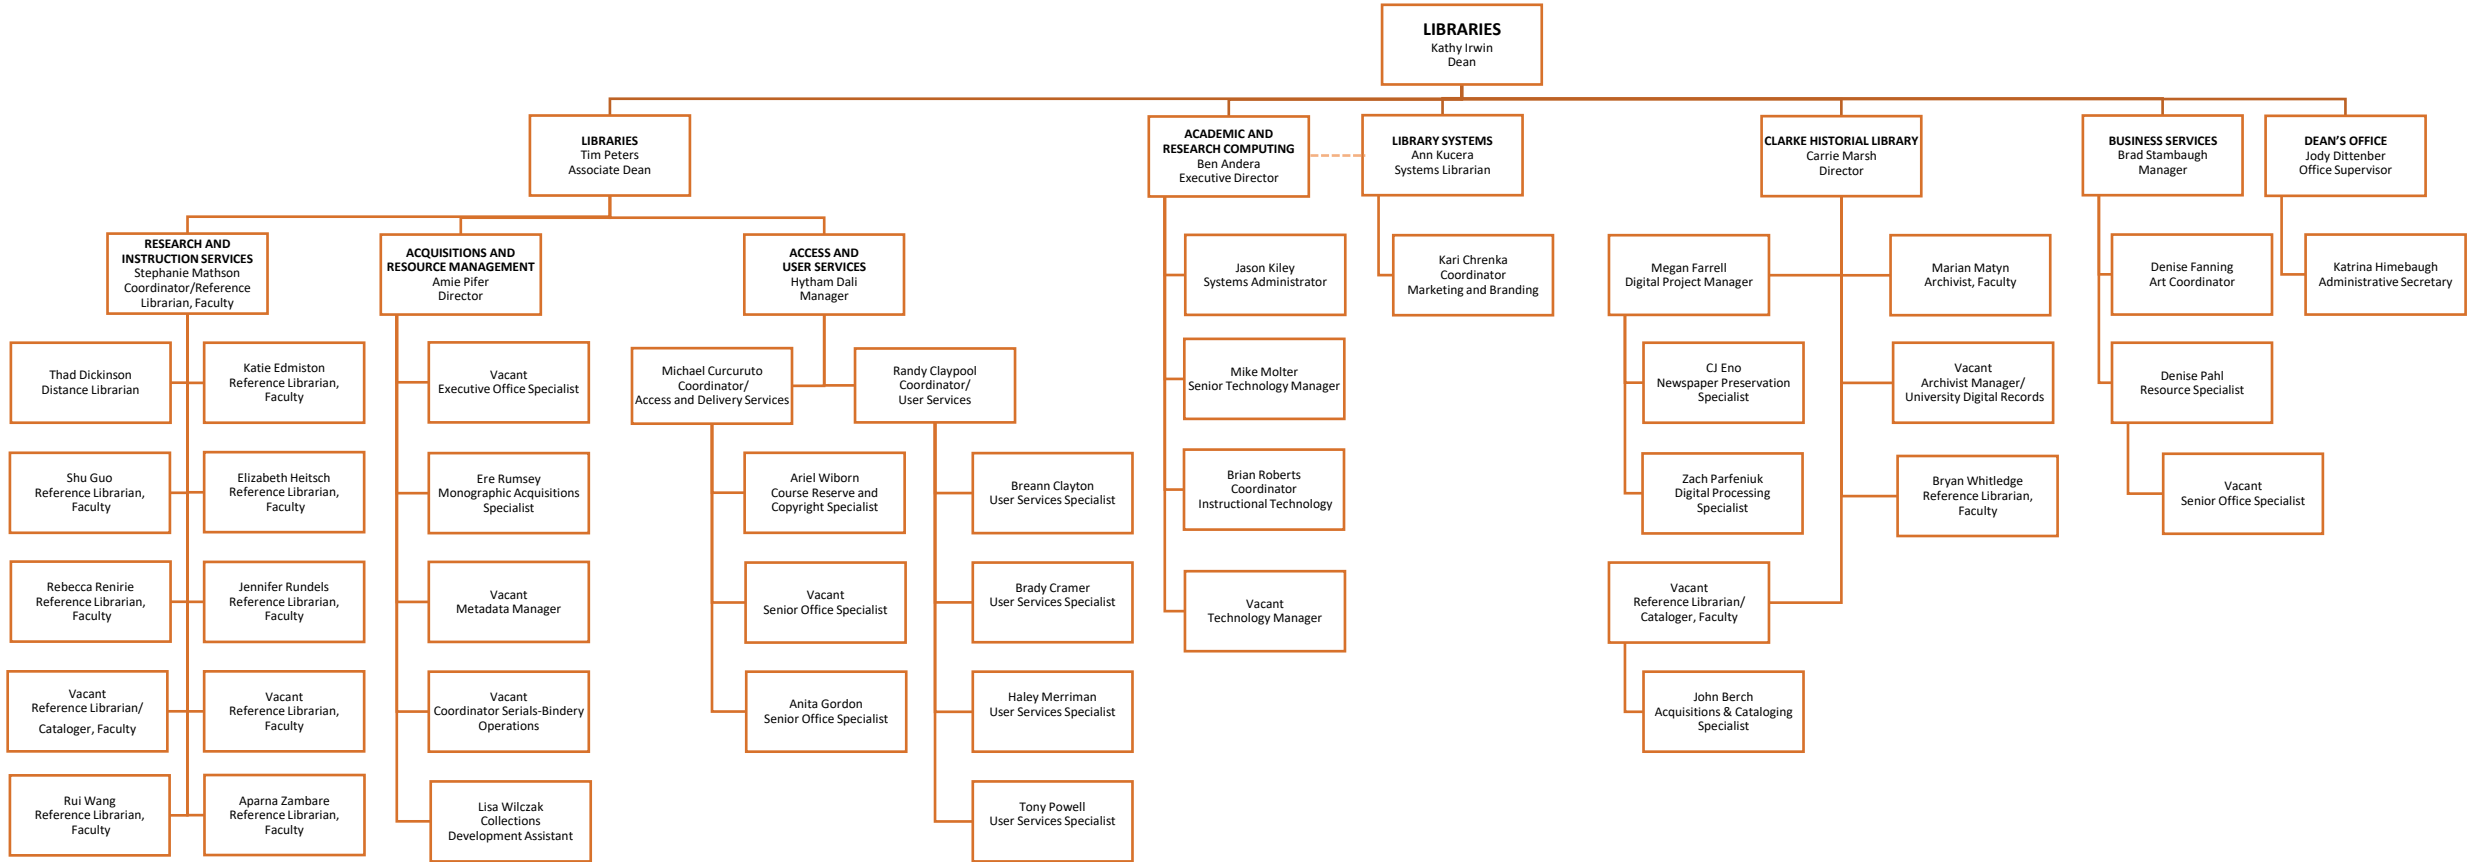 LIBRARIES
Kathy Irwin
Dean
LIBRARIES
Tim Peters
Associate Dean
ACADEMIC AND
RESEARCH COMPUTING
Ben Andera
Executive Director
LIBRARY SYSTEMS
Ann Kucera
Systems Librarian
CLARKE HISTORIAL LIBRARY
Carrie Marsh
Director
BUSINESS SERVICES
Brad Stambaugh
Manager
DEAN'S OFFICE
Jody Dittenber
Office Supervisor
RESEARCH AND
INSTRUCTION SERVICES
Stephanie Mathson
Coordinator/Reference
Librarian, Faculty
ACQUISITIONS AND
RESOURCE MANAGEMENT
Amie Pifer
Director
ACCESS AND
USER SERVICES
Hytham Dali
Manager
Jason Kiley
Systems Administrator
Kari Chrenka
Coordinator
Marketing and Branding
Megan Farrell
Digital Project Manager
Marian Matyn
Archivist, Faculty
Denise Fanning
Art Coordinator
Katrina Himebaugh
Administrative Secretary
Thad Dickinson
Distance Librarian
Katie Edmiston
Reference Librarian,
Faculty
Vacant
Executive Office Specialist
Michael Curcuruto
Coordinator/
Access and Delivery Services
Randy Claypool
Coordinator/
User Services
Mike Molter
Senior Technology Manager
CJ Eno
Newspaper Preservation
Specialist
Vacant
Archivist Manager/
University Digital Records
Denise Pahl
Resource Specialist
Shu Guo
Reference Librarian,
Faculty
Elizabeth Heitsch
Reference Librarian,
Faculty
Ere Rumsey
Monographic Acquisitions
Specialist
Ariel Wiborn
Course Reserve and
Copyright Specialist
Breann Clayton
User Services Specialist
Brian Roberts
Coordinator
Instructional Technology
Zach Parfeniuk
Digital Processing
Specialist
Bryan Whitledge
Reference Librarian,
Faculty
Vacant
Senior Office Specialist
Rebecca Renirie
Reference Librarian,
Faculty
Jennifer Rundels
Reference Librarian,
Faculty
Vacant
Metadata Manager
Vacant
Senior Office Specialist
Brady Cramer
User Services Specialist
Vacant
Technology Manager
Vacant
Reference Librarian/
Cataloger, Faculty
Vacant
Reference Librarian/
Cataloger, Faculty
Vacant
Reference Librarian,
Faculty
Vacant
Coordinator Serials-Bindery
Operations
Anita Gordon
Senior Office Specialist
Haley Merriman
User Services Specialist
John Berch
Acquisitions & Cataloging
Specialist
Rui Wang
Reference Librarian,
Faculty
Aparna Zambare
Reference Librarian,
Faculty
Lisa Wilczak
Collections
Development Assistant
Tony Powell
User Services Specialist